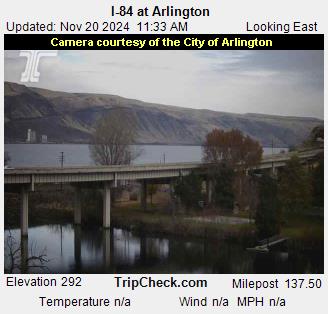 I-84 at Arlington
Updated: Nov 20 2024 11:33 AM Looking East
Camera courtesy of the City of Arlington
Elevation 292 TripCheck.com Milepost 137.50
Temperature n/a Wind n/a MPH n/a